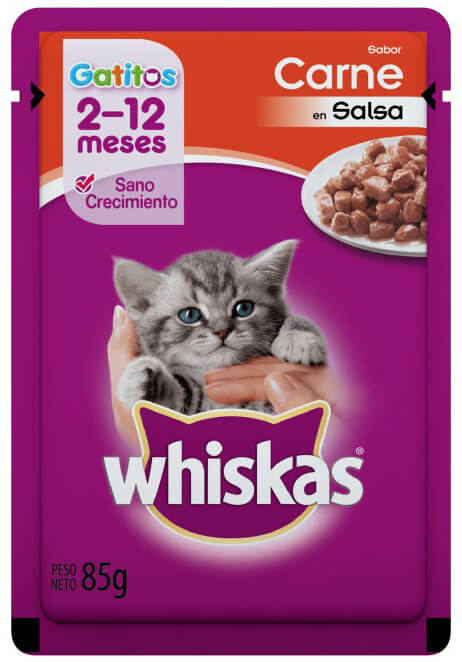 Gatitos
2–12
meses
Sano
Crecimiento
Sabor
Carne
en Salsa
whiskas®
PESO
NETO 85g